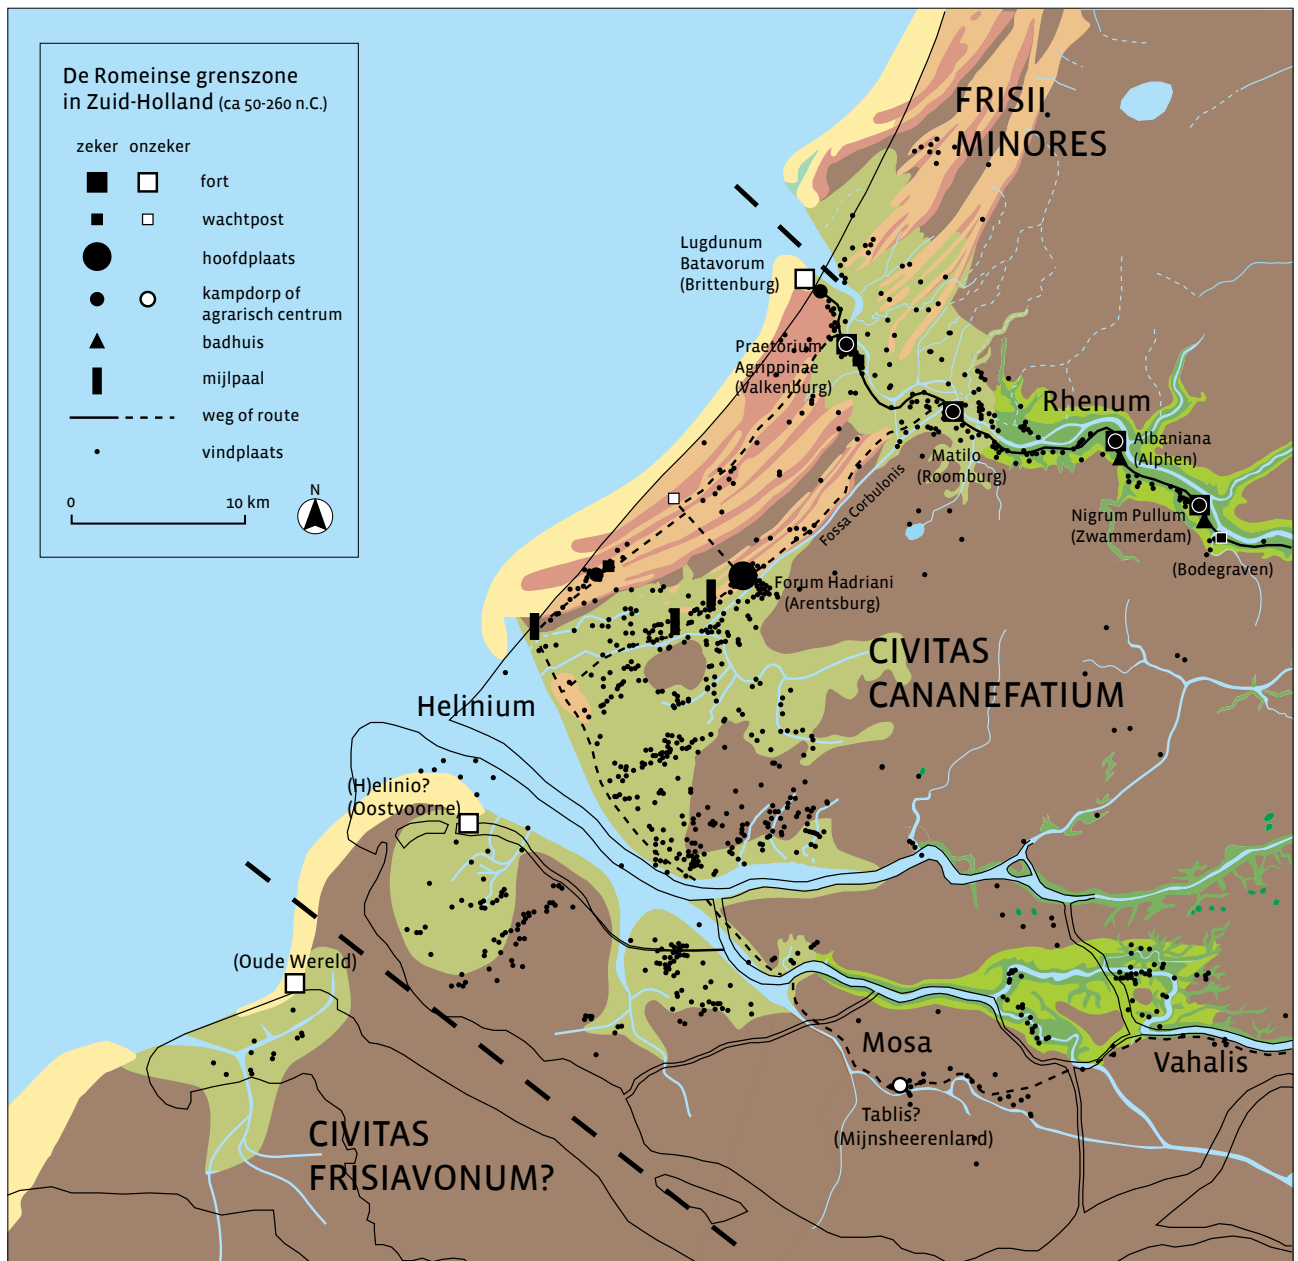 De Romeinse grenszone
in Zuid-Holland (ca 50-260 n.C.)
zeker onzeker
fort
wachtpost
hoofdplaats
kampdorp of
agrarisch centrum
badhuis
mijlpaal
weg of route
vindplaats
0 10 km
N
FRISII
MINORES
Lugdunum
Batavorum
(Brittenburg)
Praetorium
Agrippinae
(Valkenburg)
Rhenum
Matilo
(Roomburg)
Albaniana
(Alphen)
Nigrum Pullum
(Zwammerdam)
(Bodegraven)
Fossa Corbulonis
Forum Hadriani
(Arentsburg)
CIVITAS
CANANEFATIUM
Helinium
(H)elinio?
(Oostvoorne)
(Oude Wereld)
Mosa
Vahalis
Tablis?
(Mijnsheerenland)
CIVITAS
FRISIAVONUM?